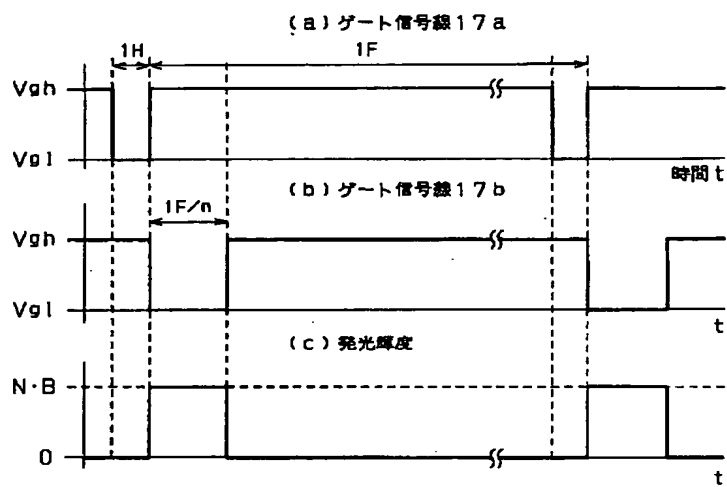 (a)ゲート信号線17a
1H
1F
Vgh
Vgl
時間t
(b)ゲート信号線17b
1F/n
Vgh
Vgl
t
(c)発光輝度
N·B
0
t